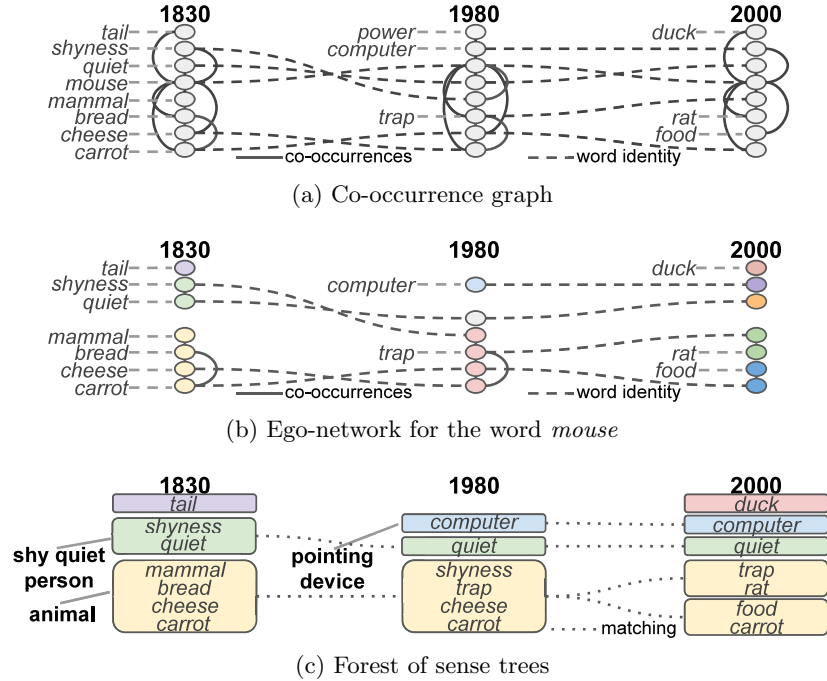 1830 1980 2000
tail power duck
shyness computer
quiet
mouse
mammal
bread trap rat
cheese food
carrot
co-occurrences word identity
(a) Co-occurrence graph
1830 1980 2000
tail duck
shyness computer
quiet
mammal
bread trap rat
cheese food
carrot
co-occurrences word identity
(b) Ego-network for the word mouse
1830 1980 2000
tail duck
shyness computer computer
quiet quiet quiet
shy quiet
person
pointing
device
mammal shyness trap
bread trap rat
animal
cheese cheese food
carrot carrot carrot
matching
(c) Forest of sense trees